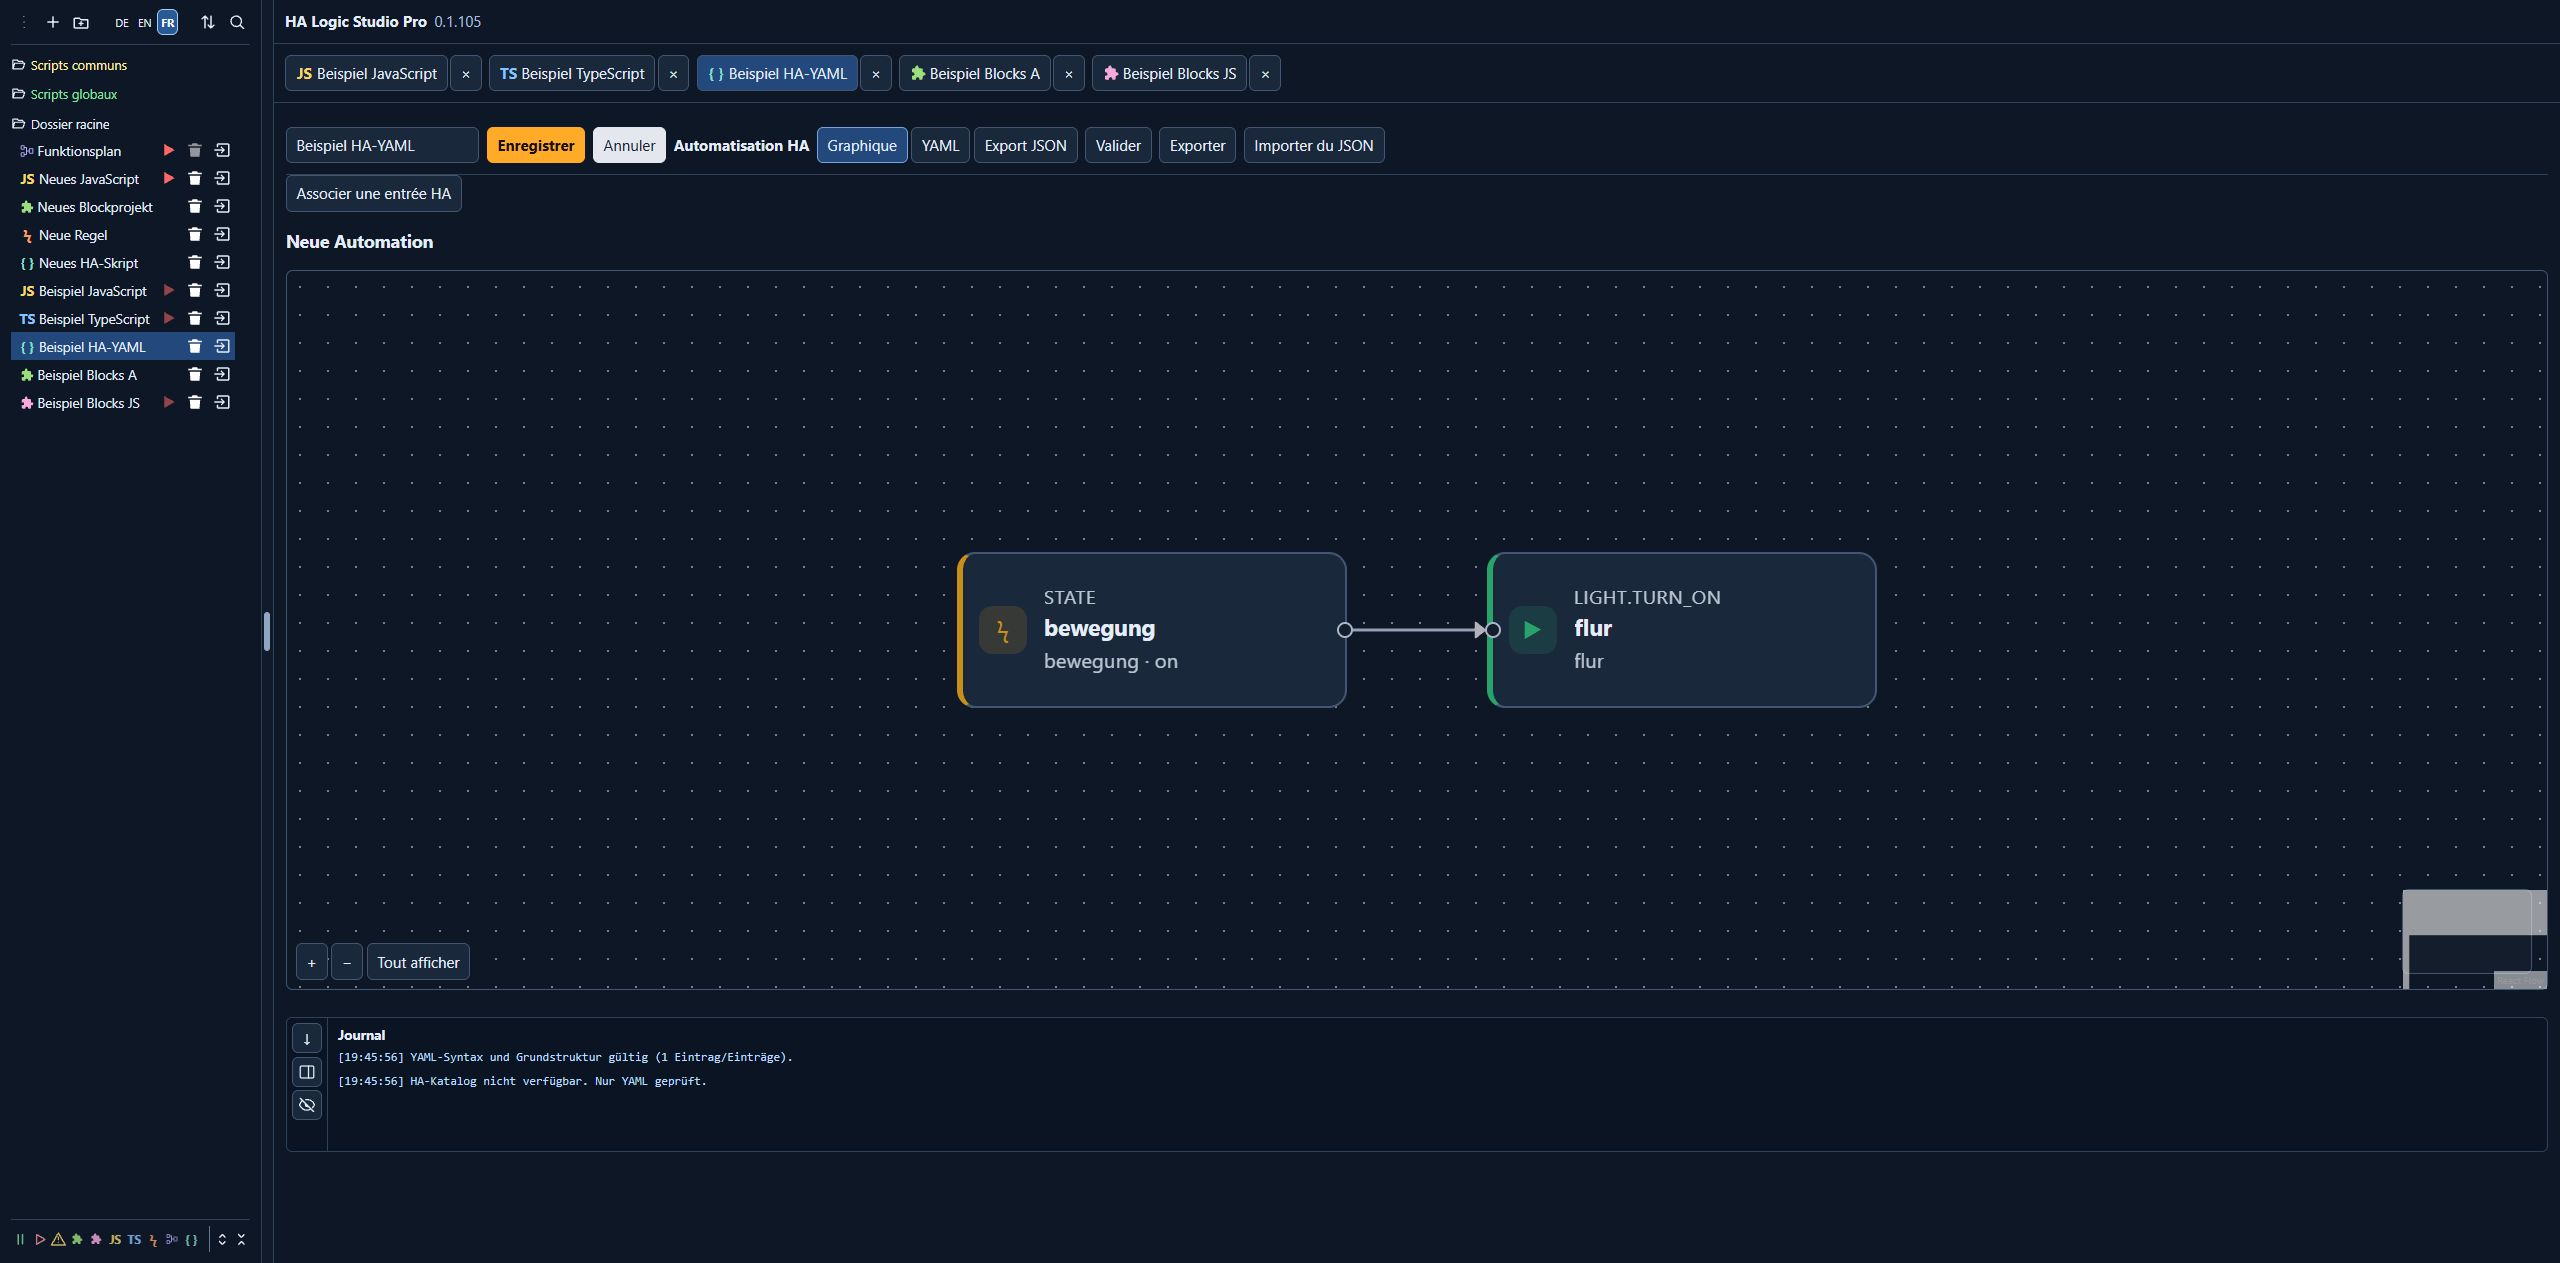 DE EN FR
HA Logic Studio Pro 0.1.105
Scripts communs
Scripts globaux
Dossier racine
Funktionsplan
JS Neues JavaScript
Neues Blockprojekt
Neue Regel
{ } Neues HA-Skript
JS Beispiel JavaScript
TS Beispiel TypeScript
{ } Beispiel HA-YAML
Beispiel Blocks A
Beispiel Blocks JS
JS TS { }
JS Beispiel JavaScript × TS Beispiel TypeScript × { } Beispiel HA-YAML × Beispiel Blocks A × Beispiel Blocks JS ×
Beispiel HA-YAML Enregistrer Annuler Automatisation HA Graphique YAML Export JSON Valider Exporter Importer du JSON
Associer une entrée HA
Neue Automation
STATE
bewegung
bewegung · on
LIGHT.TURN_ON
flur
flur
+ − Tout afficher
Journal
[19:45:56] YAML-Syntax und Grundstruktur gültig (1 Eintrag/Einträge).
[19:45:56] HA-Katalog nicht verfügbar. Nur YAML geprüft.